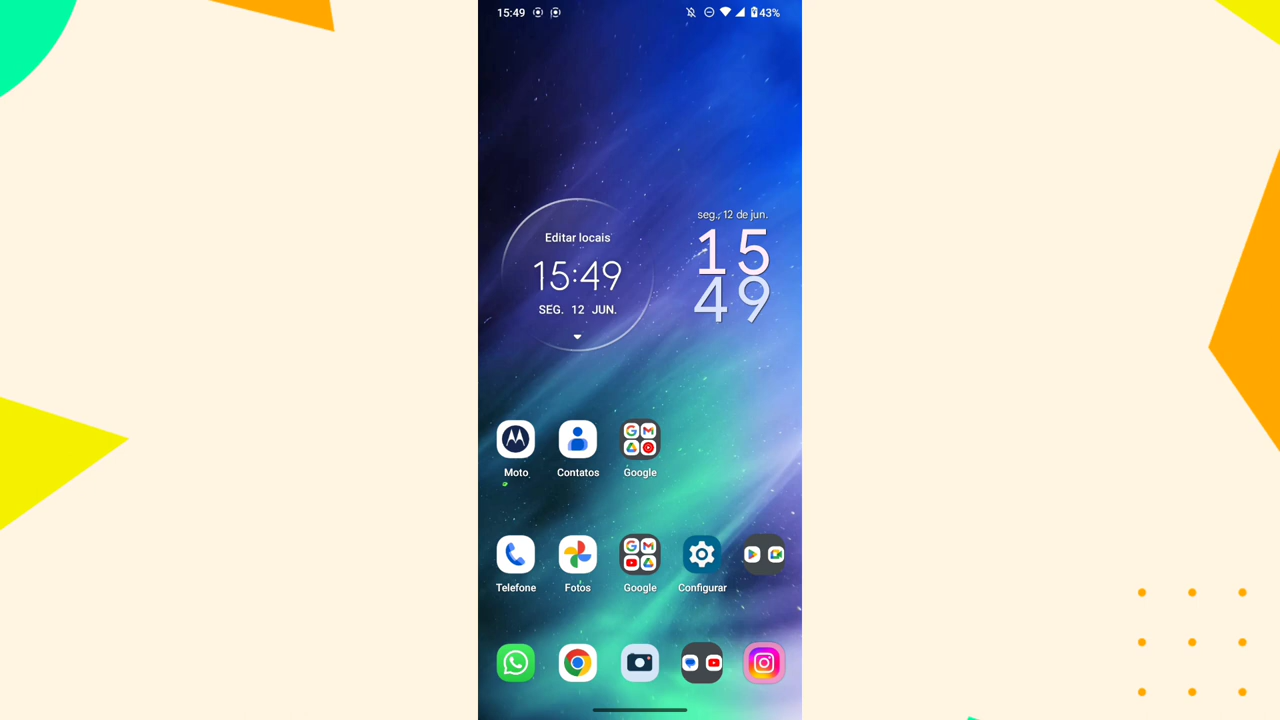 15:49
43%
Editar locais
15:49
SEG. 12 JUN.
seg., 12 de jun.
15
49
Moto
Contatos
Google
Telefone
Fotos
Google
Configurar